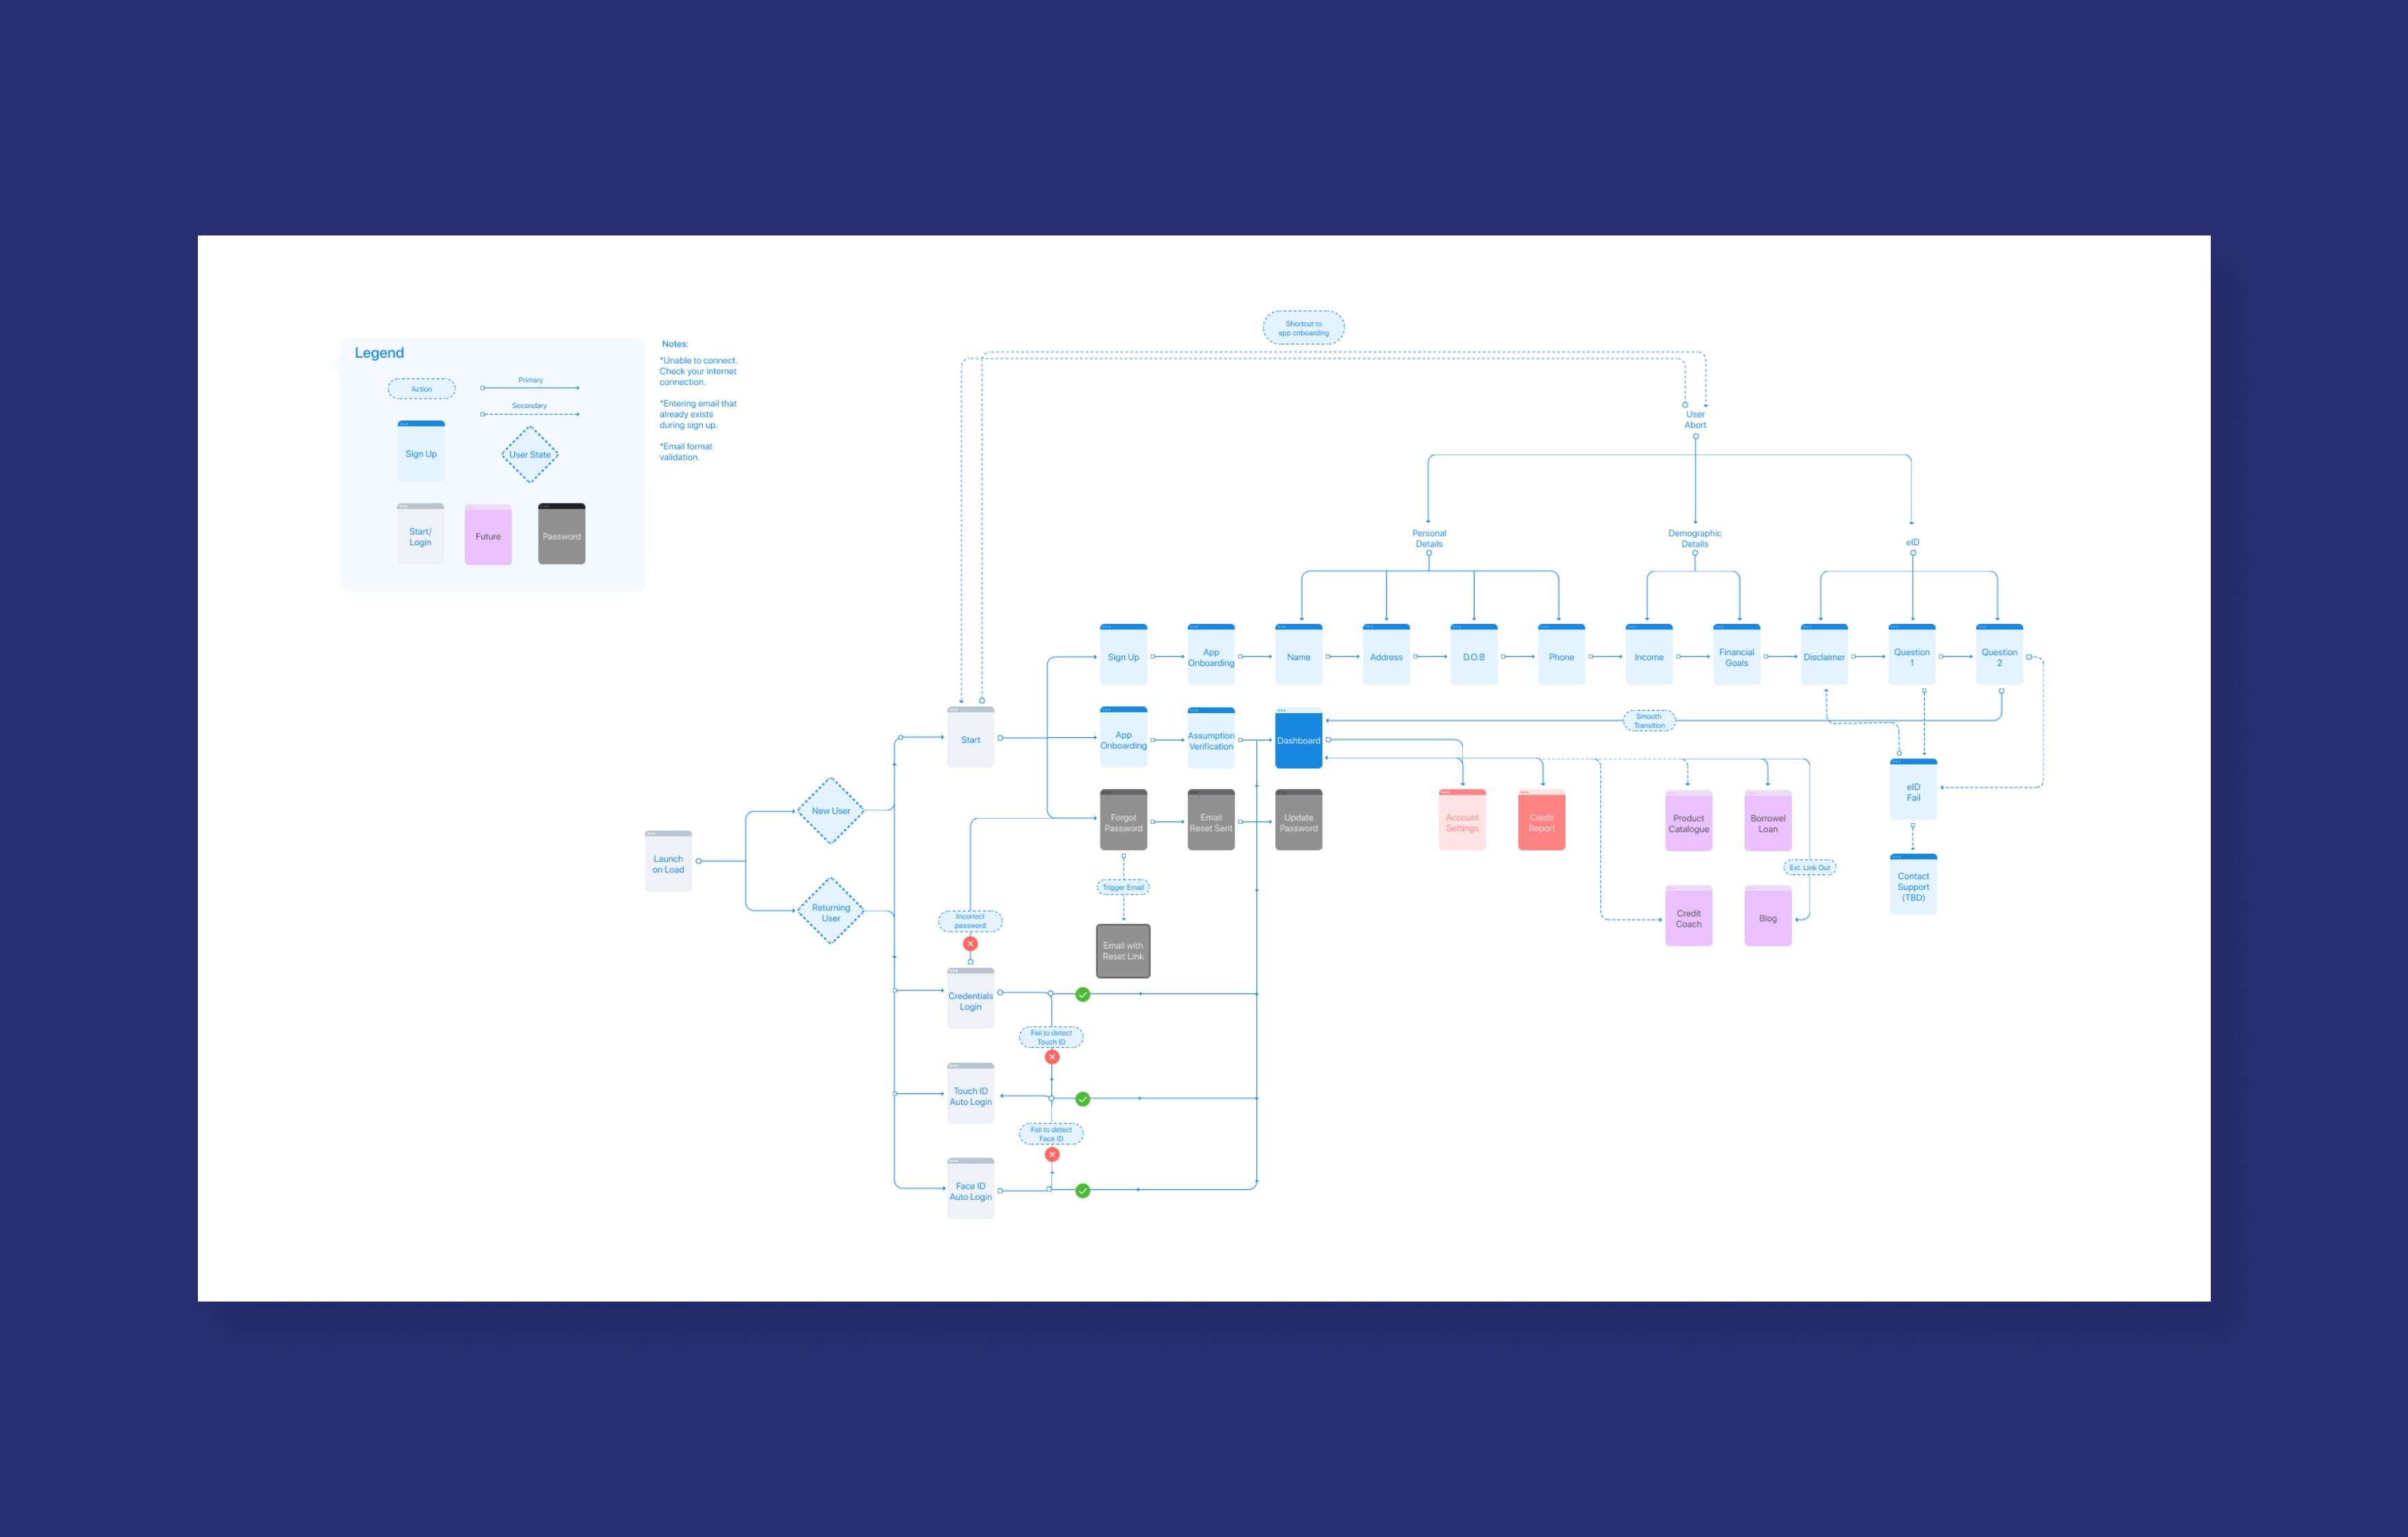 Legend
Action
Primary
Secondary
Sign Up
User State
Start/
Login
Future
Password
Notes:
*Unable to connect.
Check your internet
connection.
*Entering email that
already exists
during sign up.
*Email format
validation.
Shortcut to
app onboarding
User
Abort
Personal
Details
Demographic
Details
eID
Sign Up
App
Onboarding
Name
Address
D.O.B
Phone
Income
Financial
Goals
Disclaimer
Question
1
Question
2
Start
App
Onboarding
Assumption
Verification
Dashboard
Smooth
Transition
New User
Forgot
Password
Email
Reset Sent
Update
Password
Account
Settings
Credit
Report
Product
Catalogue
Borrowel
Loan
eID
Fail
Launch
on Load
Ext. Link Out
Trigger Email
Contact
Support
(TBD)
Returning
User
Incorrect
password
Credit
Coach
Blog
Email with
Reset Link
Credentials
Login
Fail to detect
Touch ID
Touch ID
Auto Login
Fail to detect
Face ID
Face ID
Auto Login